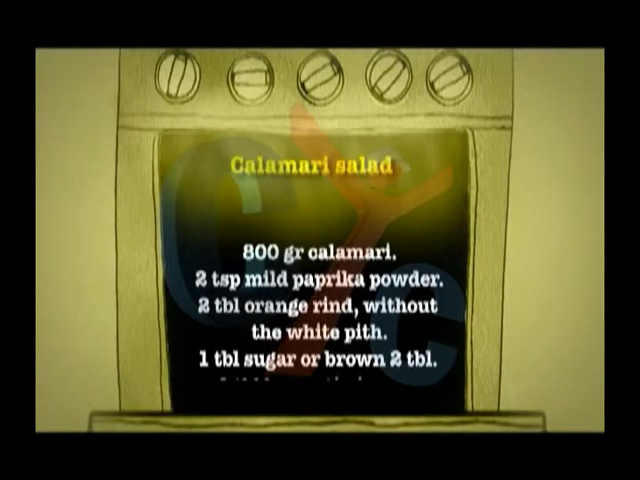 Calamari salad
800 gr calamari.
2 tsp mild paprika powder.
2 tbl orange rind, without
the white pith.
1 tbl sugar or brown 2 tbl.
CYC